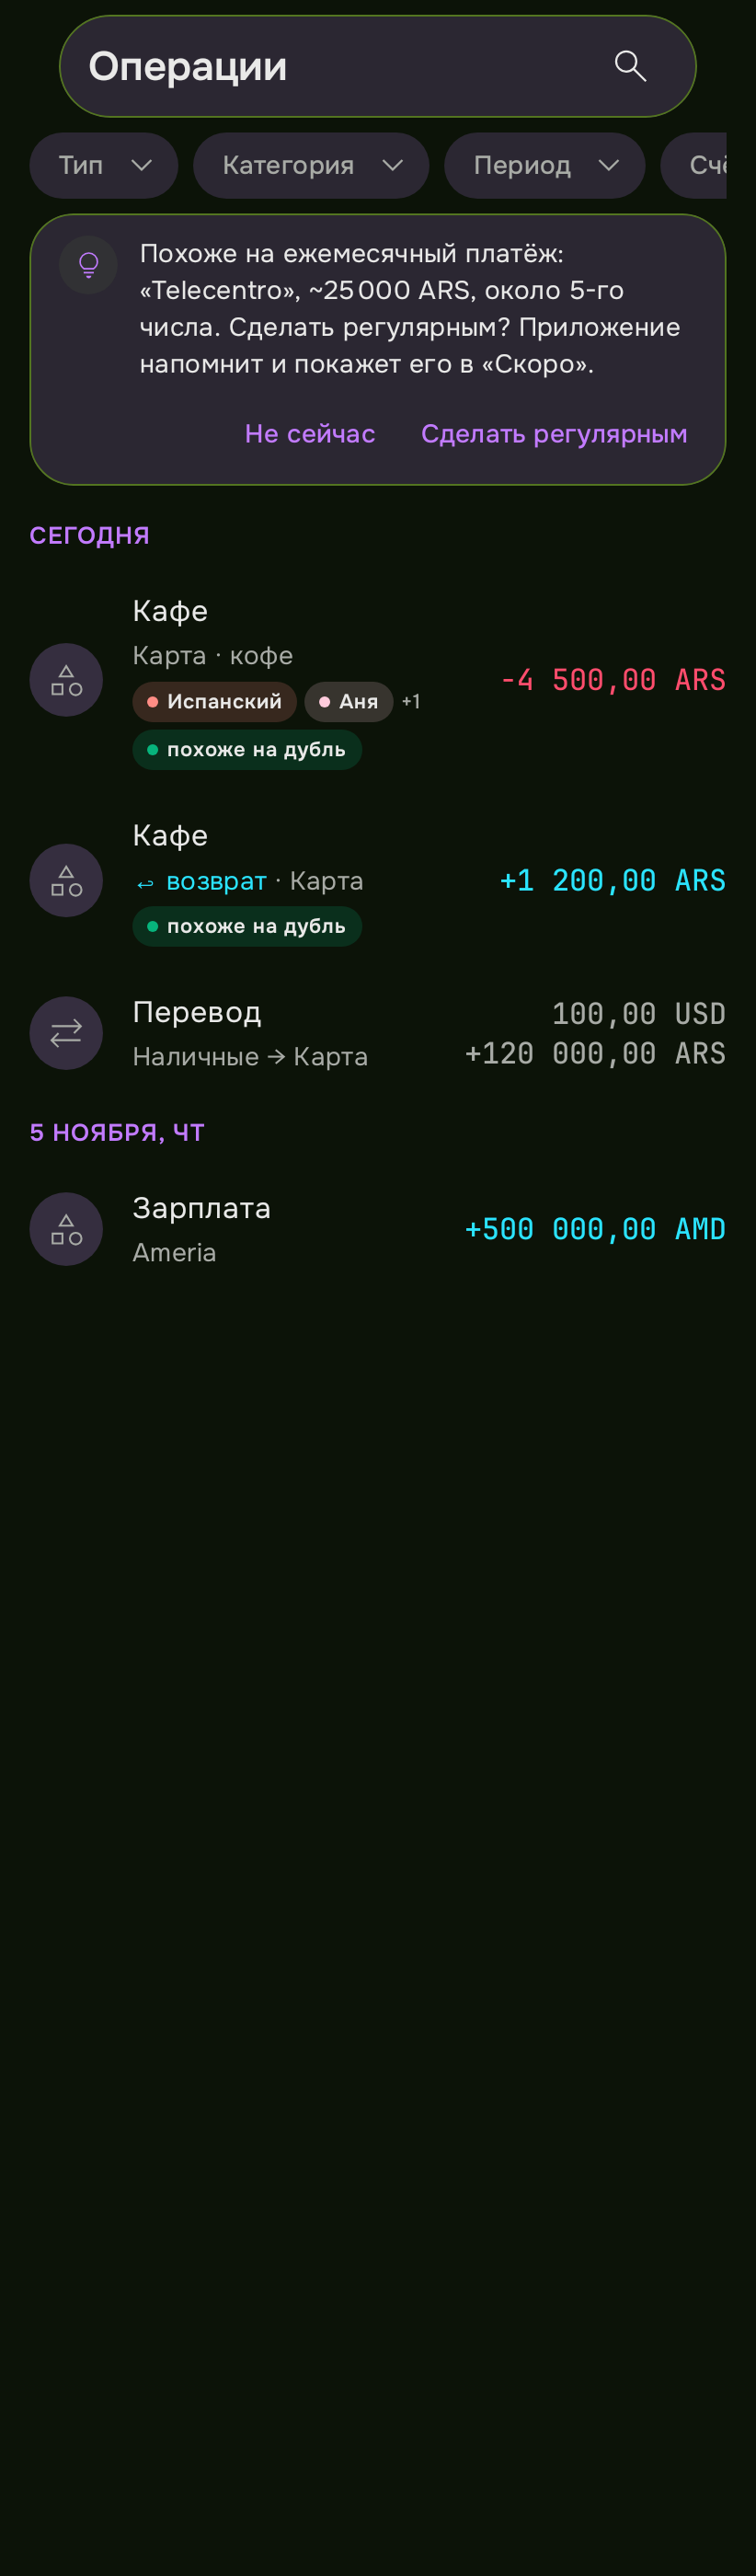 Операции
Тип Категория Период Счё
Похоже на ежемесячный платёж:
«Telecentro», ~25 000 ARS, около 5-го
числа. Сделать регулярным? Приложение
напомнит и покажет его в «Скоро».
Не сейчас Сделать регулярным
СЕГОДНЯ
Кафе
Карта · кофе
-4 500,00 ARS
Испанский Аня +1
похоже на дубль
Кафе
↩ возврат · Карта
+1 200,00 ARS
похоже на дубль
Перевод
100,00 USD
Наличные → Карта
+120 000,00 ARS
5 НОЯБРЯ, ЧТ
Зарплата
+500 000,00 AMD
Ameria